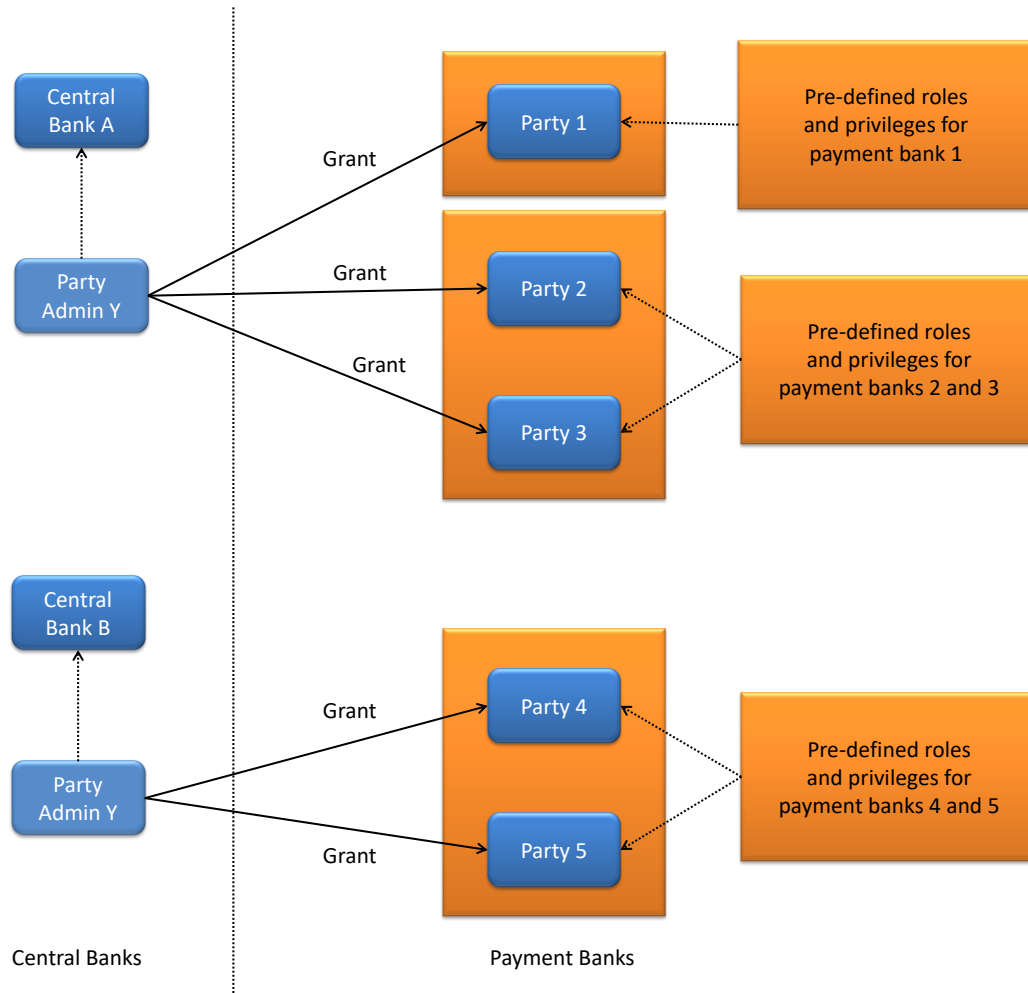 Central
Bank A
Party
Admin Y
Grant
Grant
Grant
Party 1
Party 2
Party 3
Pre-defined roles
and privileges for
payment bank 1
Pre-defined roles
and privileges for
payment banks 2 and 3
Central
Bank B
Party
Admin Y
Grant
Grant
Party 4
Party 5
Pre-defined roles
and privileges for
payment banks 4 and 5
Central Banks
Payment Banks